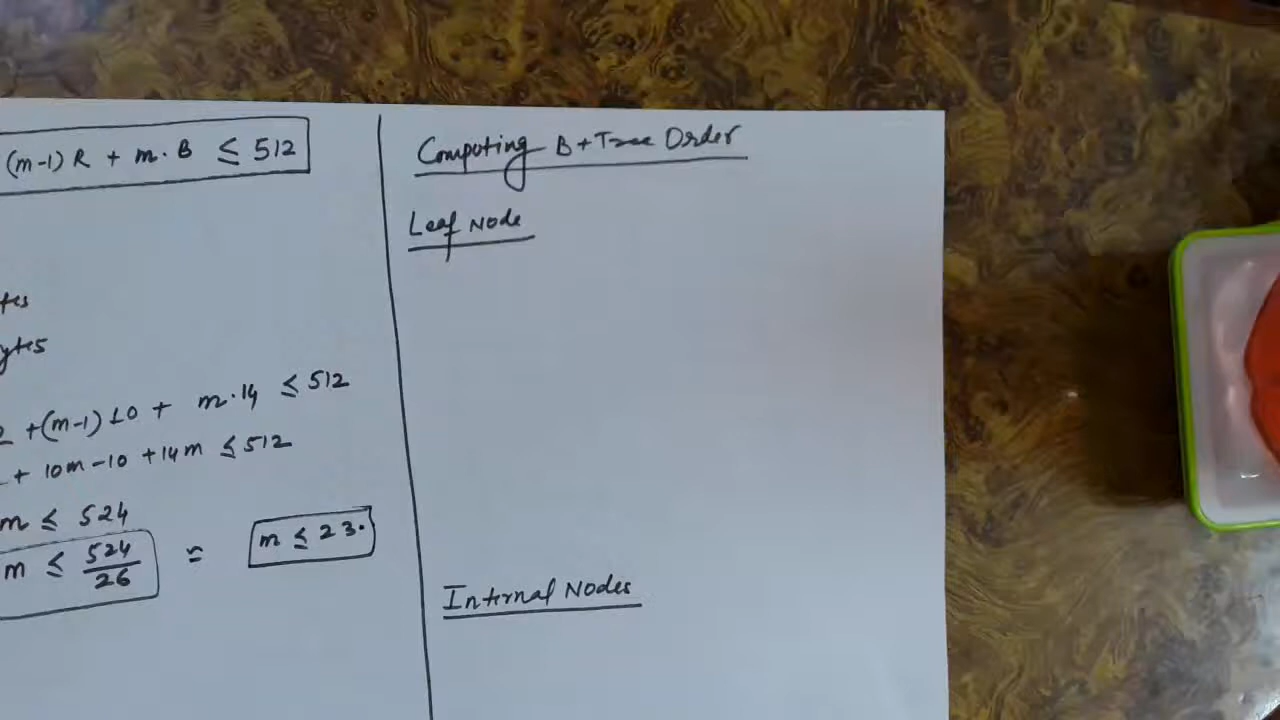 (m-1) R + m. B ≤ 512
tes
ytes
+(m-1) 10 + m.14 ≤ 512
+ 10m-10 +14m ≤ 512
m ≤ 524
m ≤ 524/26 ≈ m ≤ 23.
Computing B+Tree Order
Leaf Node
Internal Nodes